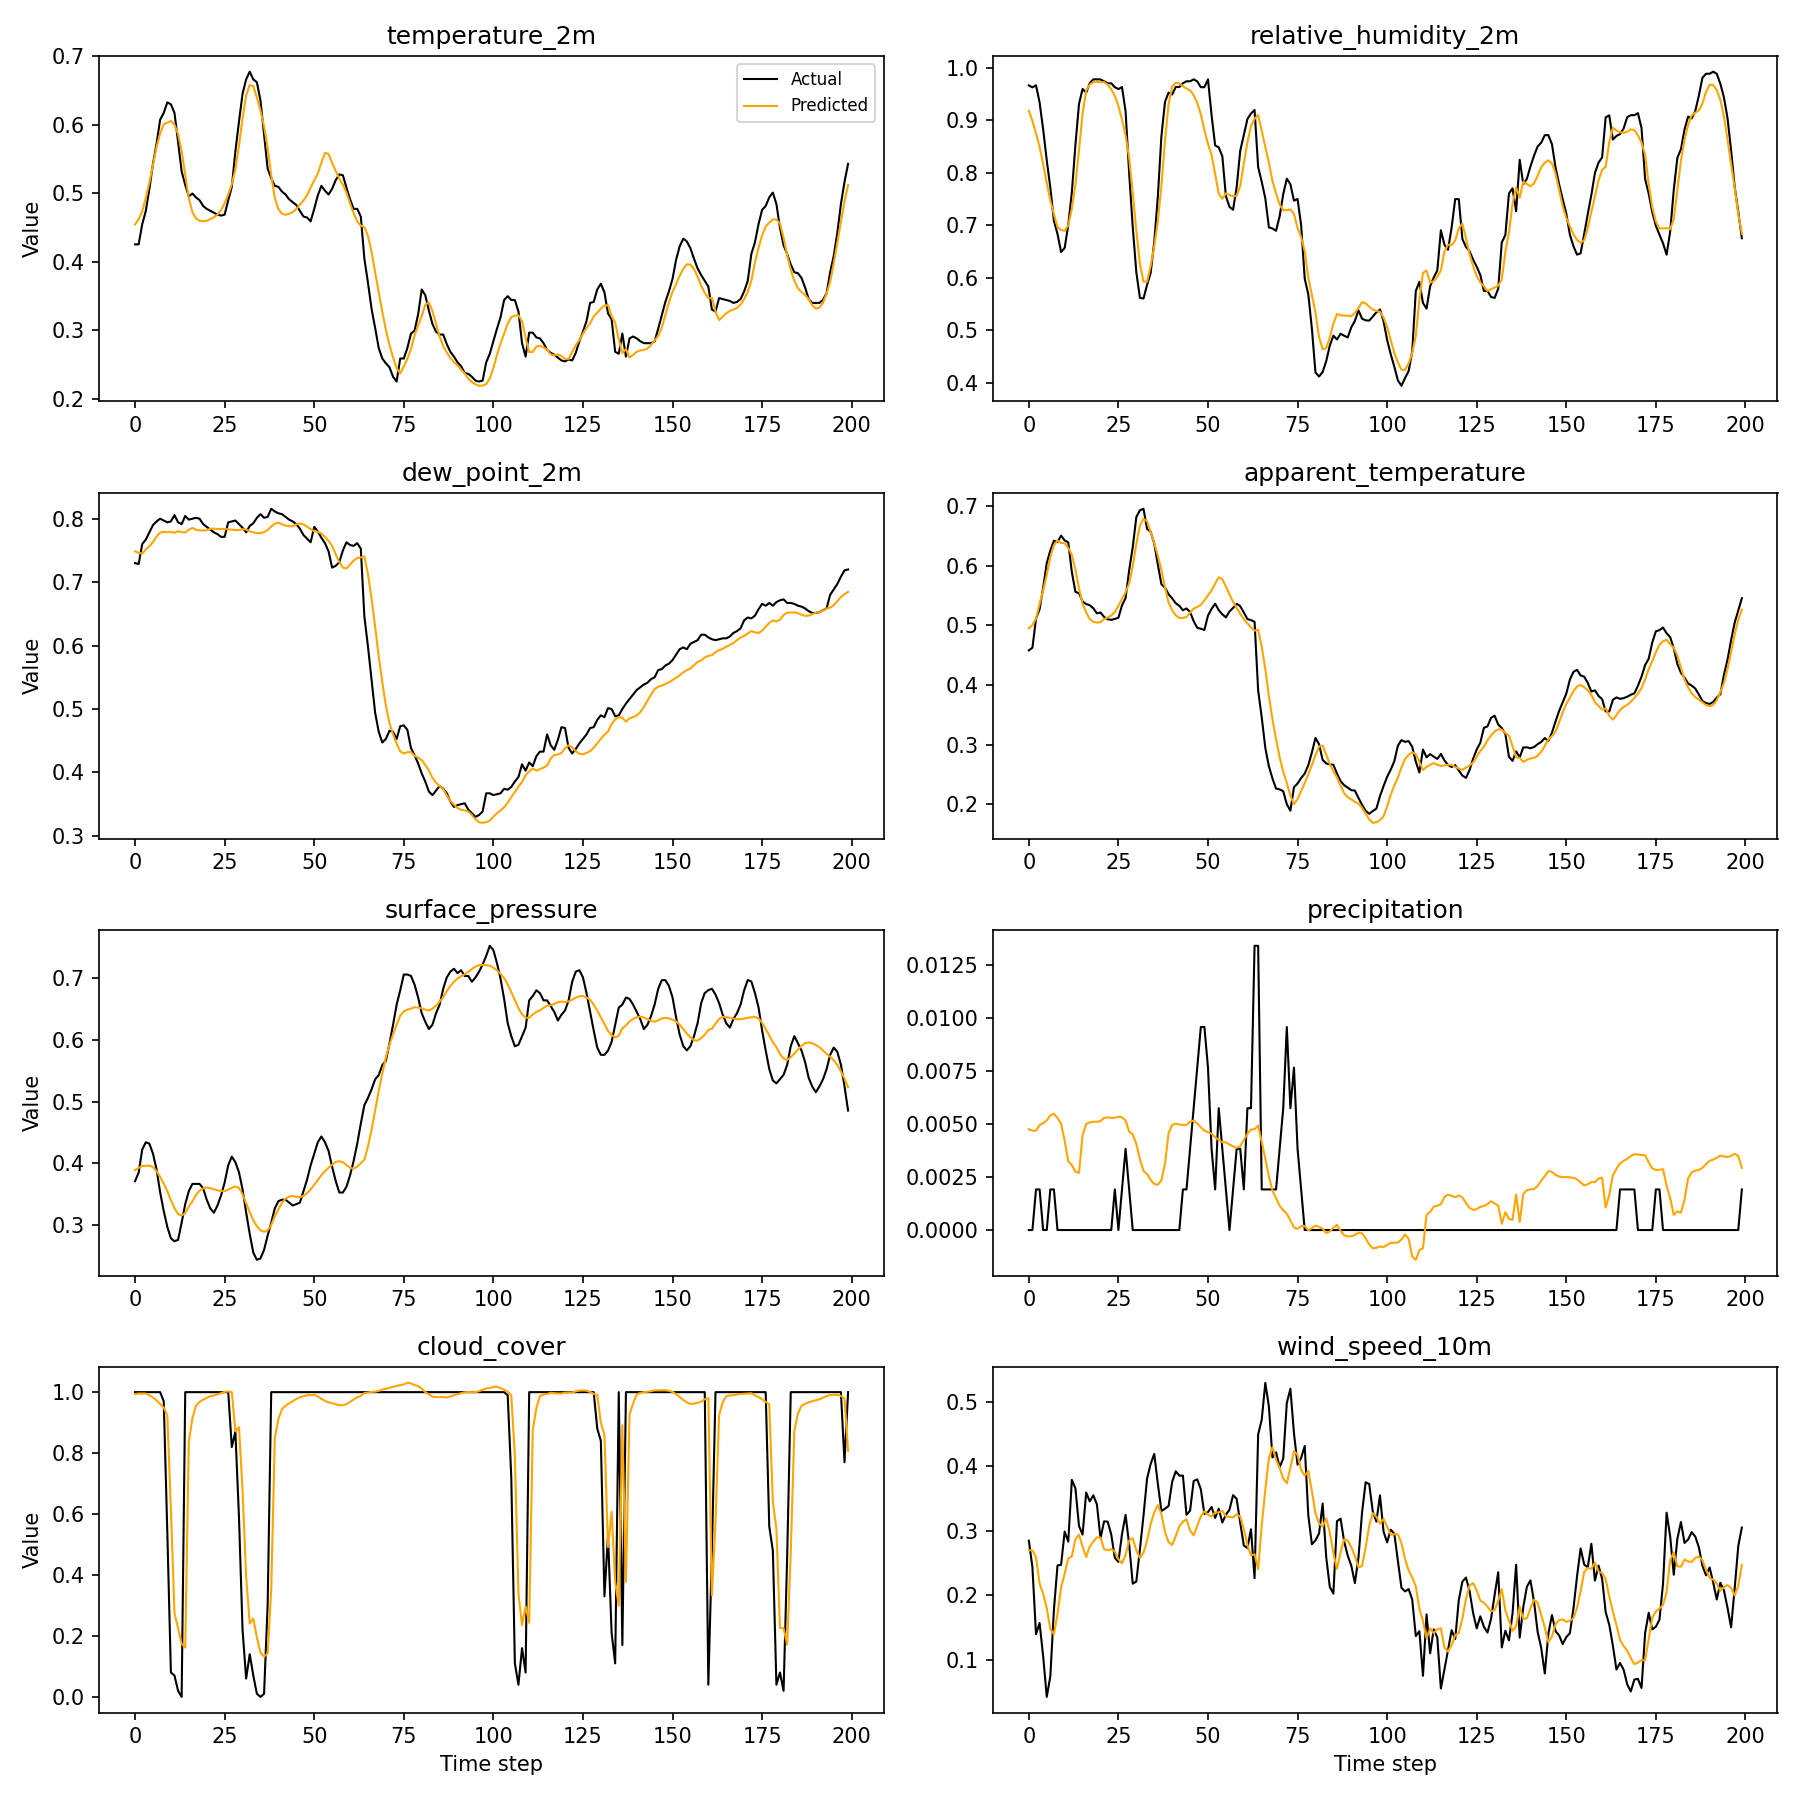 temperature_2m
relative_humidity_2m
0.7
0.6
0.5
0.4
0.3
0.2
Value
Actual
Predicted
0 25 50 75 100 125 150 175 200
1.0
0.9
0.8
0.7
0.6
0.5
0.4
0 25 50 75 100 125 150 175 200
dew_point_2m
apparent_temperature
0.8
0.7
0.6
0.5
0.4
0.3
Value
0 25 50 75 100 125 150 175 200
0.7
0.6
0.5
0.4
0.3
0.2
0 25 50 75 100 125 150 175 200
surface_pressure
precipitation
0.7
0.6
0.5
0.4
0.3
Value
0 25 50 75 100 125 150 175 200
0.0125
0.0100
0.0075
0.0050
0.0025
0.0000
0 25 50 75 100 125 150 175 200
cloud_cover
wind_speed_10m
1.0
0.8
0.6
0.4
0.2
0.0
Value
0 25 50 75 100 125 150 175 200
Time step
0.5
0.4
0.3
0.2
0.1
0 25 50 75 100 125 150 175 200
Time step